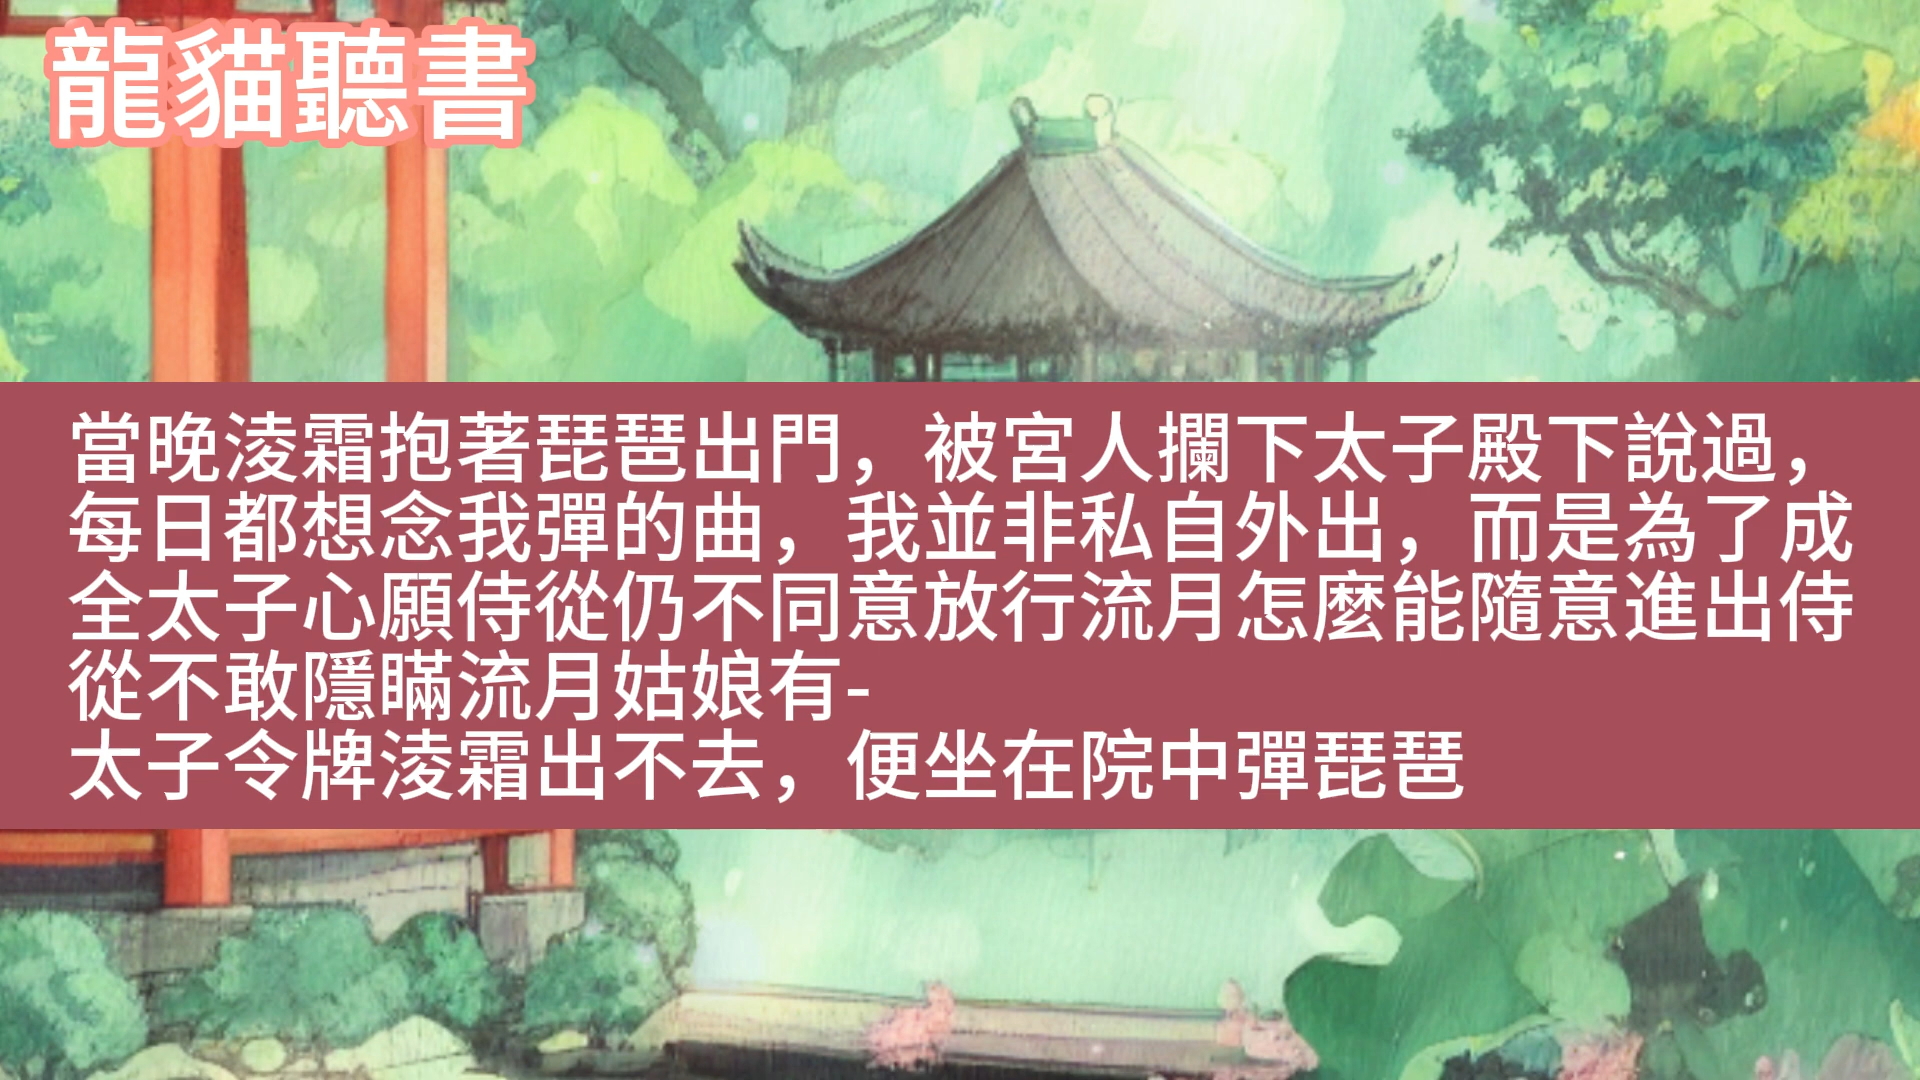 龍貓聽書
當晚淩霜抱著琵琶出門，被宮人攔下太子殿下說過，
每日都想念我彈的曲，我並非私自外出，而是為了成
全太子心願侍從仍不同意放行流月怎麼能隨意進出侍
從不敢隱瞞流月姑娘有-
太子令牌淩霜出不去，便坐在院中彈琵琶